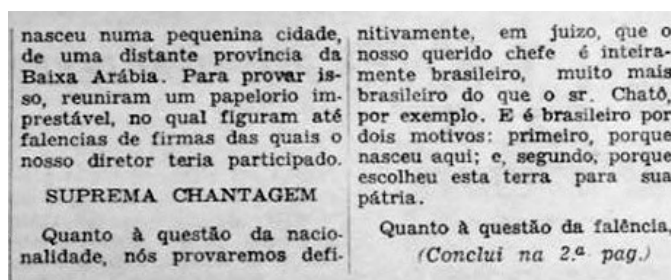 nasceu numa pequenina cidade,
de uma distante província da
Baixa Arábia. Para provar is-
so, reuniram um papelorio im-
prestável, no qual figuram até
falencias de firmas das quais o
nosso diretor teria participado.
SUPREMA CHANTAGEM
Quanto à questão da nacio-
nalidade, nós provaremos defi-
nitivamente, em juizo, que o
nosso querido chefe é inteira-
mente brasileiro, muito mais
brasileiro do que o sr. Chatô,
por exemplo. E é brasileiro por
dois motivos: primeiro, porque
nasceu aqui; e, segundo, porque
escolheu esta terra para sua
pátria.
Quanto à questão da falência,
(Conclui na 2.ª pag.)